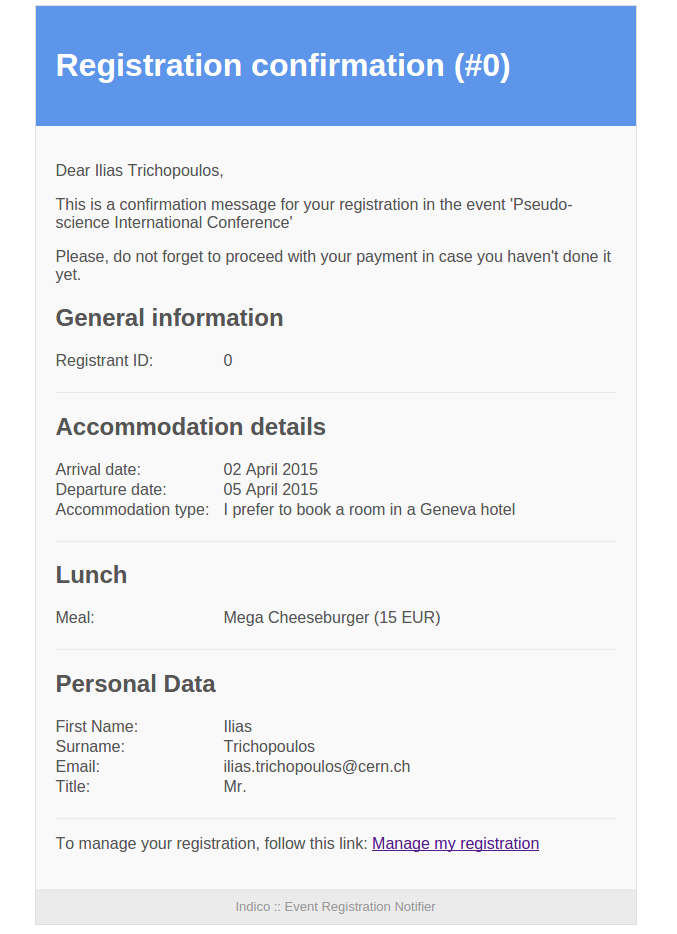 Registration confirmation (#0)
Dear Ilias Trichopoulos,
This is a confirmation message for your registration in the event 'Pseudo-
science International Conference'
Please, do not forget to proceed with your payment in case you haven't done it
yet.
General information
Registrant ID: 0
Accommodation details
Arrival date: 02 April 2015
Departure date: 05 April 2015
Accommodation type: I prefer to book a room in a Geneva hotel
Lunch
Meal: Mega Cheeseburger (15 EUR)
Personal Data
First Name: Ilias
Surname: Trichopoulos
Email: ilias.trichopoulos@cern.ch
Title: Mr.
To manage your registration, follow this link: Manage my registration
Indico :: Event Registration Notifier